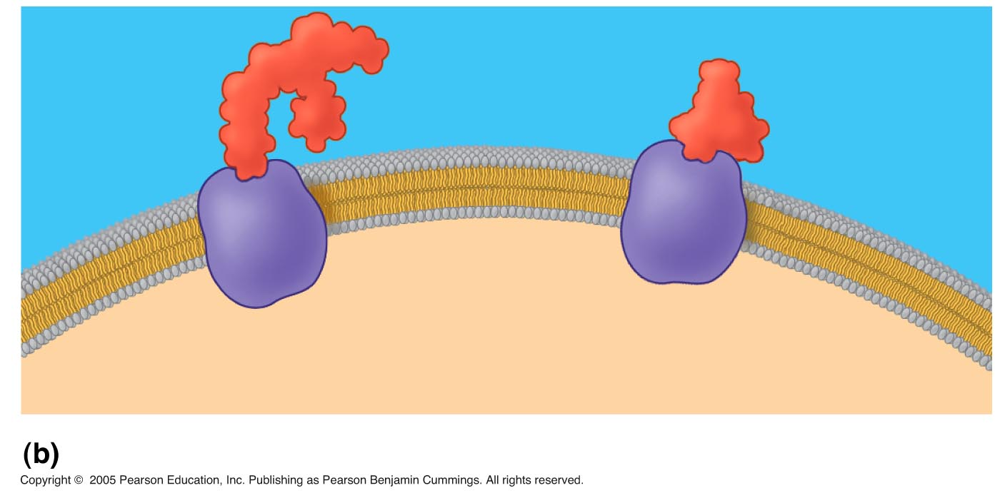 (b)
Copyright © 2005 Pearson Education, Inc. Publishing as Pearson Benjamin Cummings. All rights reserved.